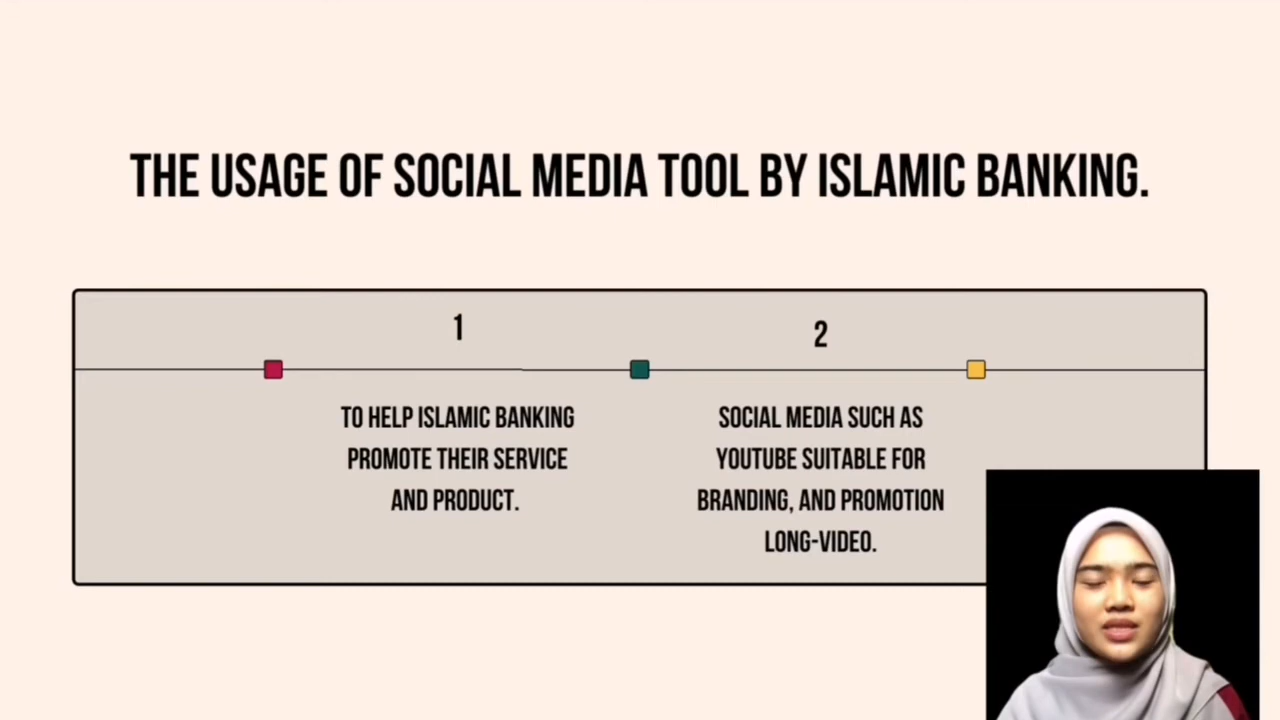 THE USAGE OF SOCIAL MEDIA TOOL BY ISLAMIC BANKING.
1
TO HELP ISLAMIC BANKING
PROMOTE THEIR SERVICE
AND PRODUCT.
2
SOCIAL MEDIA SUCH AS
YOUTUBE SUITABLE FOR
BRANDING, AND PROMOTION
LONG-VIDEO.